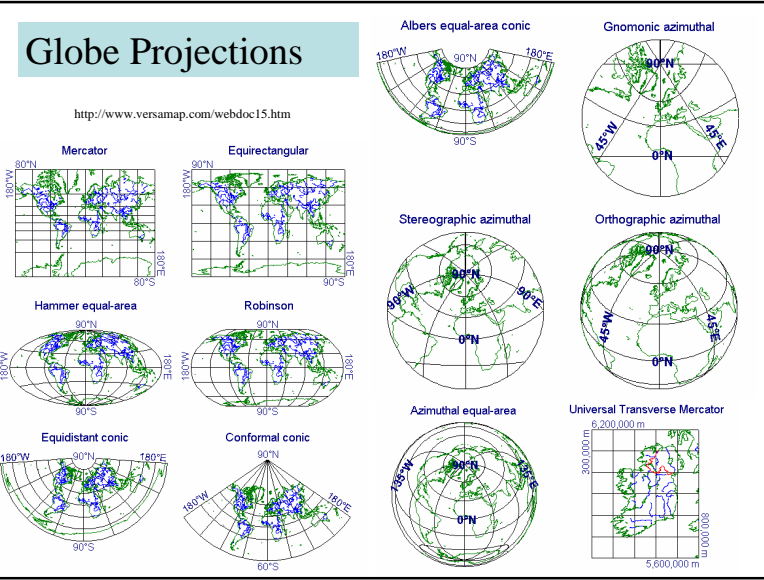 Globe Projections
http://www.versamap.com/webdoc15.htm
Albers equal-area conic
180°W
90°N
180°E
90°S
Gnomonic azimuthal
90°N
45°W
45°E
0°N
Mercator
80°N
180°W
180°E
80°S
Equirectangular
90°N
180°W
180°E
90°S
Stereographic azimuthal
90°N
90°W
90°E
0°N
Orthographic azimuthal
90°N
45°W
45°E
0°N
Hammer equal-area
90°N
180°W
180°E
90°S
Robinson
90°N
180°W
180°E
90°S
Equidistant conic
180°W
90°N
180°E
90°S
Conformal conic
90°N
180°W
180°E
60°S
Azimuthal equal-area
135°W
90°N
135°E
0°N
Universal Transverse Mercator
6,200,000 m
300,000 m
800,000 m
5,600,000 m